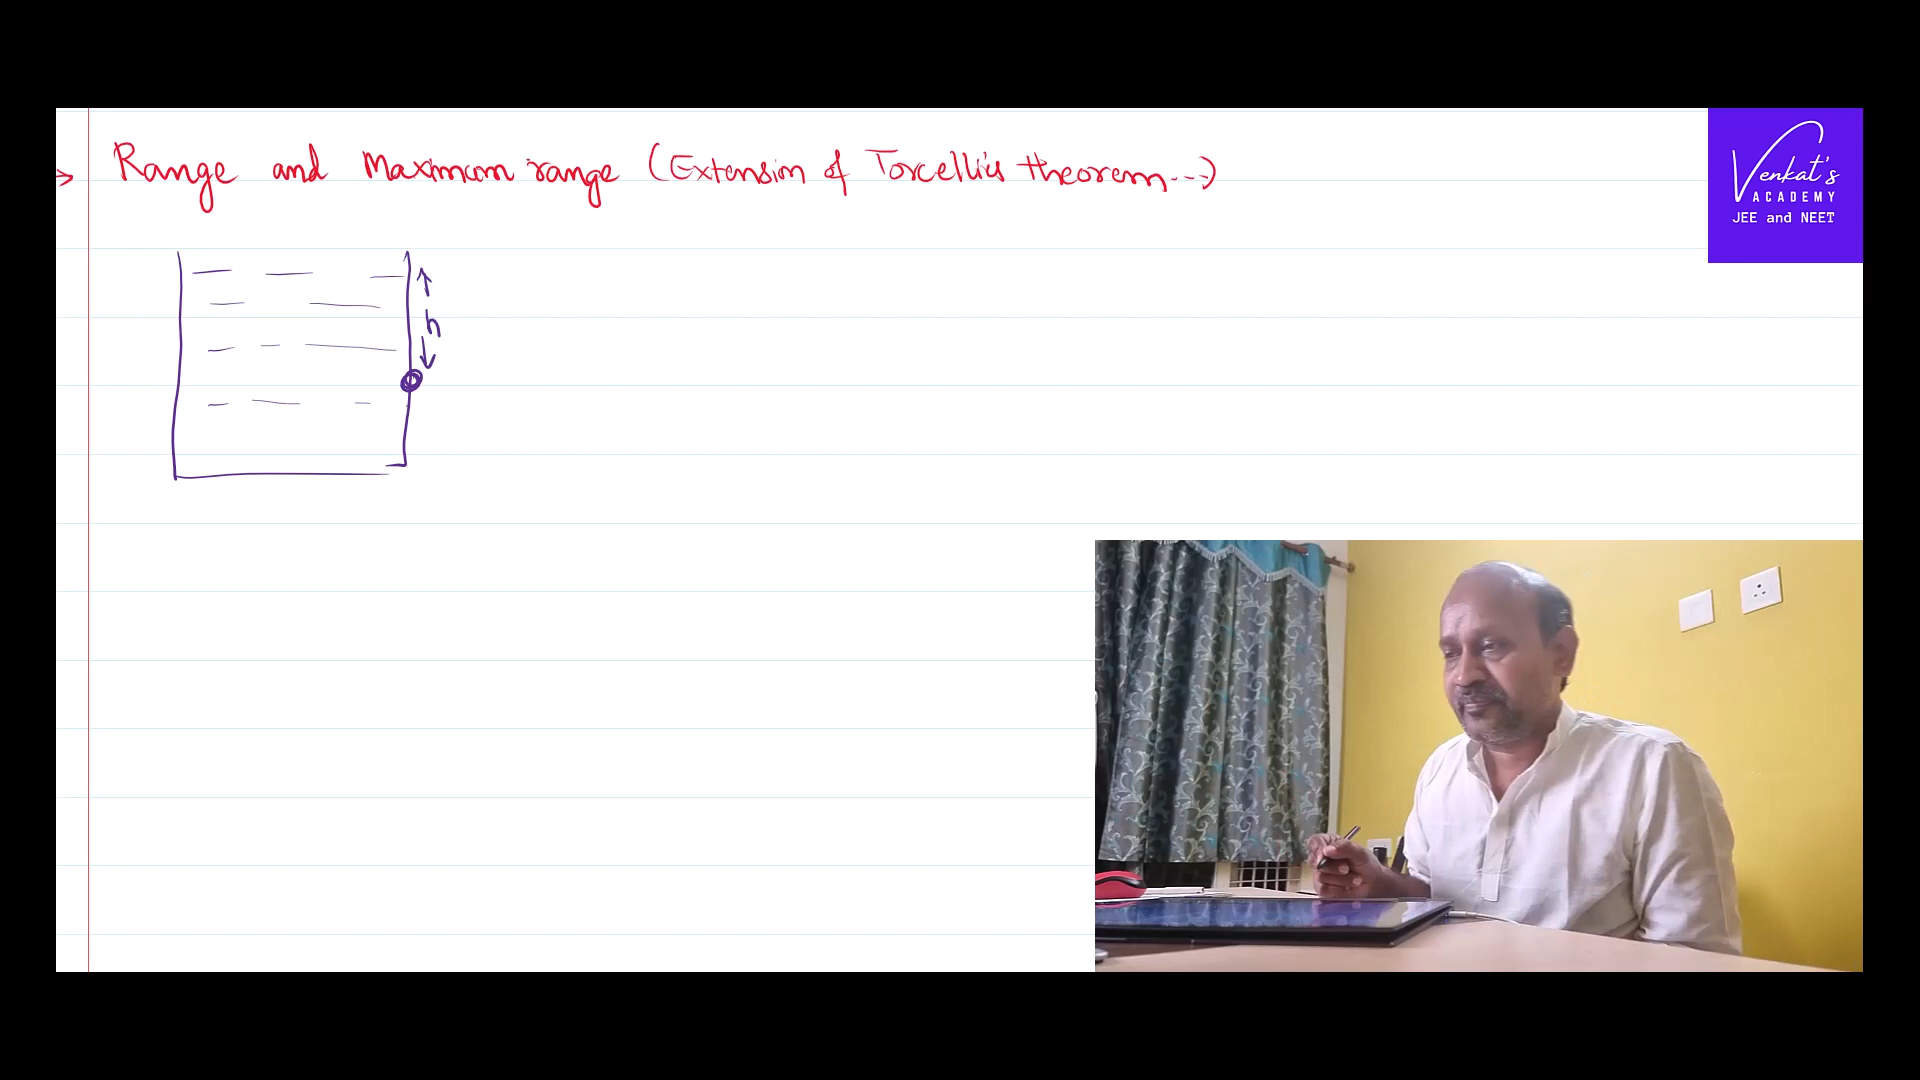 Range and Maximum range (Extension of Torcelli's theorem...)
h
Venkat's
ACADEMY
JEE and NEET